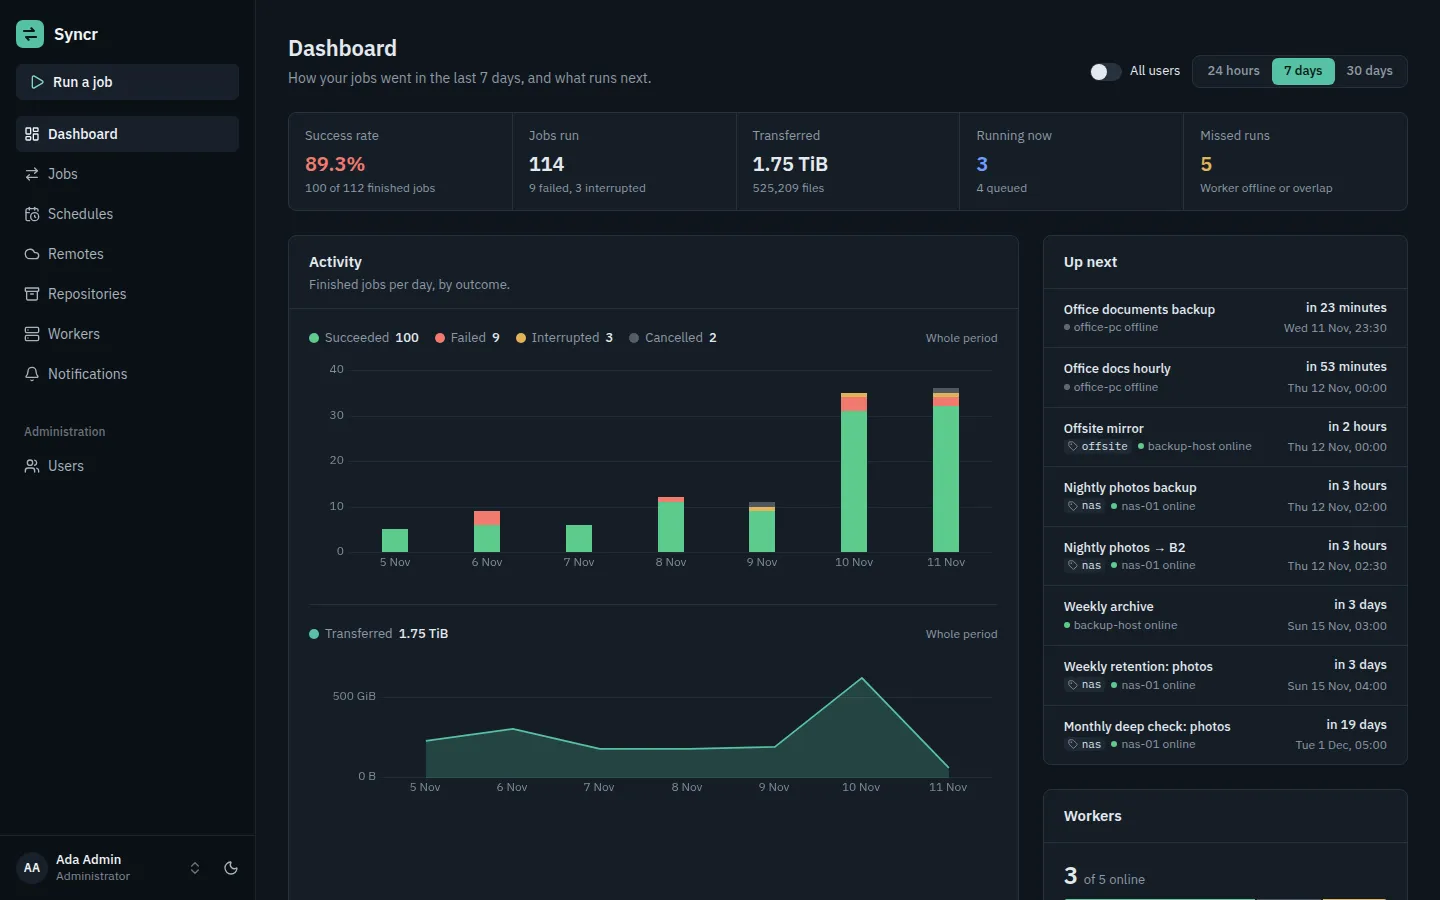 Syncr
Run a job
Dashboard
Jobs
Schedules
Remotes
Repositories
Workers
Notifications
Administration
Users
AA
Ada Admin
Administrator
Dashboard
How your jobs went in the last 7 days, and what runs next.
All users
24 hours
7 days
30 days
Success rate
89.3%
100 of 112 finished jobs
Jobs run
114
9 failed, 3 interrupted
Transferred
1.75 TiB
525,209 files
Running now
3
4 queued
Missed runs
5
Worker offline or overlap
Activity
Finished jobs per day, by outcome.
Succeeded 100
Failed 9
Interrupted 3
Cancelled 2
Whole period
40
30
20
10
0
5 Nov
6 Nov
7 Nov
8 Nov
9 Nov
10 Nov
11 Nov
Transferred 1.75 TiB
Whole period
500 GiB
0 B
5 Nov
6 Nov
7 Nov
8 Nov
9 Nov
10 Nov
11 Nov
Up next
Office documents backup
in 23 minutes
office-pc offline
Wed 11 Nov, 23:30
Office docs hourly
in 53 minutes
office-pc offline
Thu 12 Nov, 00:00
Offsite mirror
in 2 hours
offsite backup-host online
Thu 12 Nov, 00:00
Nightly photos backup
in 3 hours
nas nas-01 online
Thu 12 Nov, 02:00
Nightly photos → B2
in 3 hours
nas nas-01 online
Thu 12 Nov, 02:30
Weekly archive
in 3 days
backup-host online
Sun 15 Nov, 03:00
Weekly retention: photos
in 3 days
nas nas-01 online
Sun 15 Nov, 04:00
Monthly deep check: photos
in 19 days
nas nas-01 online
Tue 1 Dec, 05:00
Workers
3 of 5 online